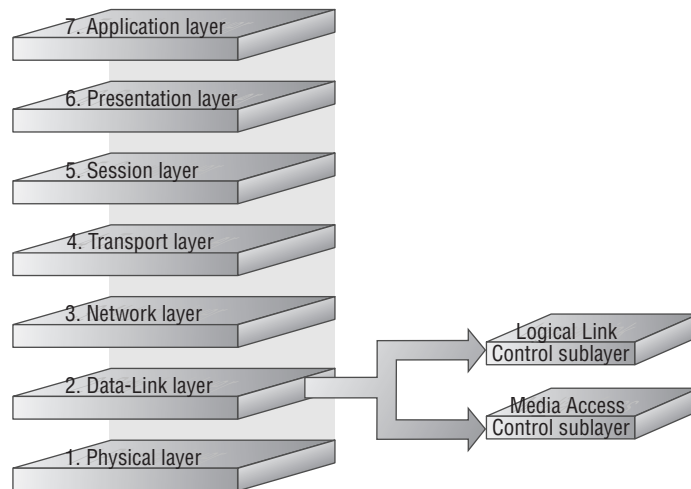 7. Application layer
6. Presentation layer
5. Session layer
4. Transport layer
3. Network layer
Logical Link
Control sublayer
2. Data-Link layer
Media Access
Control sublayer
1. Physical layer